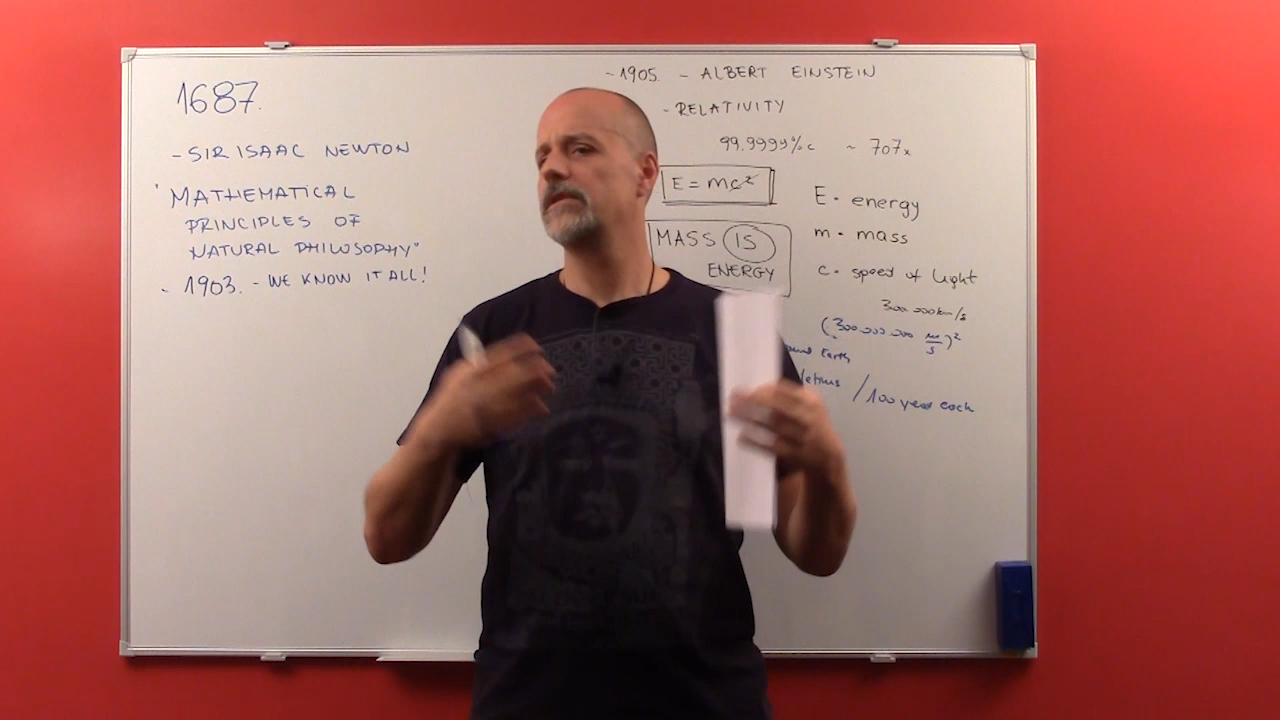 1687.
- SIR ISAAC NEWTON
"MATHEMATICAL
PRINCIPLES OF
NATURAL PHILOSOPHY"
- 1903. - WE KNOW IT ALL!
- 1905. - ALBERT EINSTEIN
- RELATIVITY
99.9999%c ~ 707x
E = mc²
MASS IS
ENERGY
E - energy
m - mass
c - speed of light
300.000km/s
(300.000.000 m/s)²
Earth
/100 year each